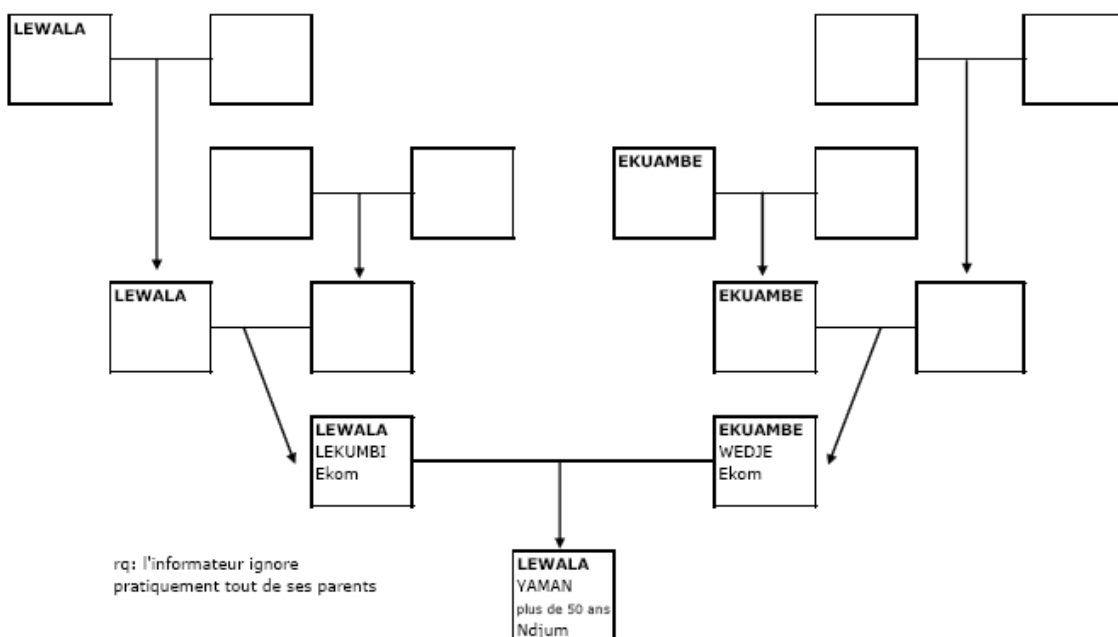 LEWALA
EKUAMBE
LEWALA
EKUAMBE
LEWALA
LEKUMBI
Ekom
EKUAMBE
WEDJE
Ekom
rq: l'informateur ignore
pratiquement tout de ses parents
LEWALA
YAMAN
plus de 50 ans
Ndjum